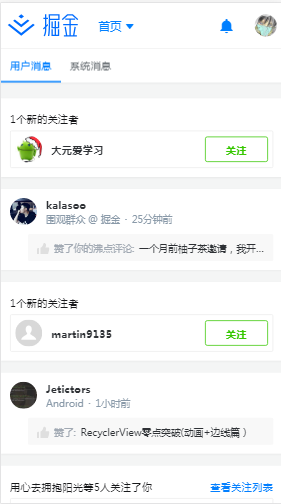 掘金 首页
用户消息 系统消息
1个新的关注者
大元爱学习 关注
kalasoo
围观群众 @ 掘金 · 25分钟前
赞了你的沸点评论: 一个月前柚子茶邀请，我开...
1个新的关注者
martin9135 关注
Jetictors
Android · 1小时前
赞了: RecyclerView零点突破(动画+边线篇）
用心去拥抱阳光等5人关注了你 查看关注列表